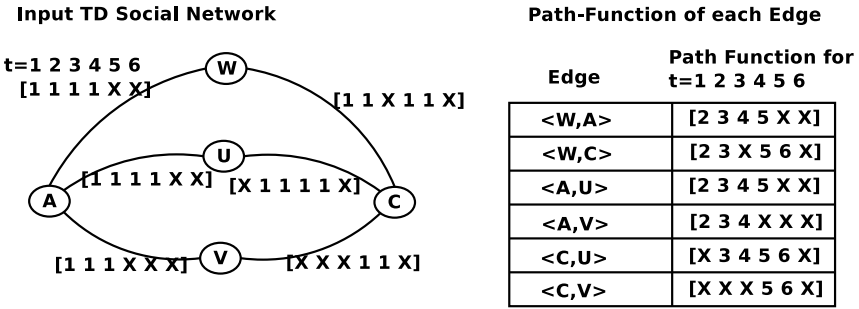 Input TD Social Network
t=1 2 3 4 5 6
[1 1 1 1 X X]
W
[1 1 X 1 1 X]
U
[1 1 1 1 X X]
[X 1 1 1 1 X]
A
C
V
[1 1 1 X X X]
[X X X 1 1 X]
Path-Function of each Edge
Edge
Path Function for
t=1 2 3 4 5 6
<W,A> [2 3 4 5 X X]
<W,C> [2 3 X 5 6 X]
<A,U> [2 3 4 5 X X]
<A,V> [2 3 4 X X X]
<C,U> [X 3 4 5 6 X]
<C,V> [X X X 5 6 X]